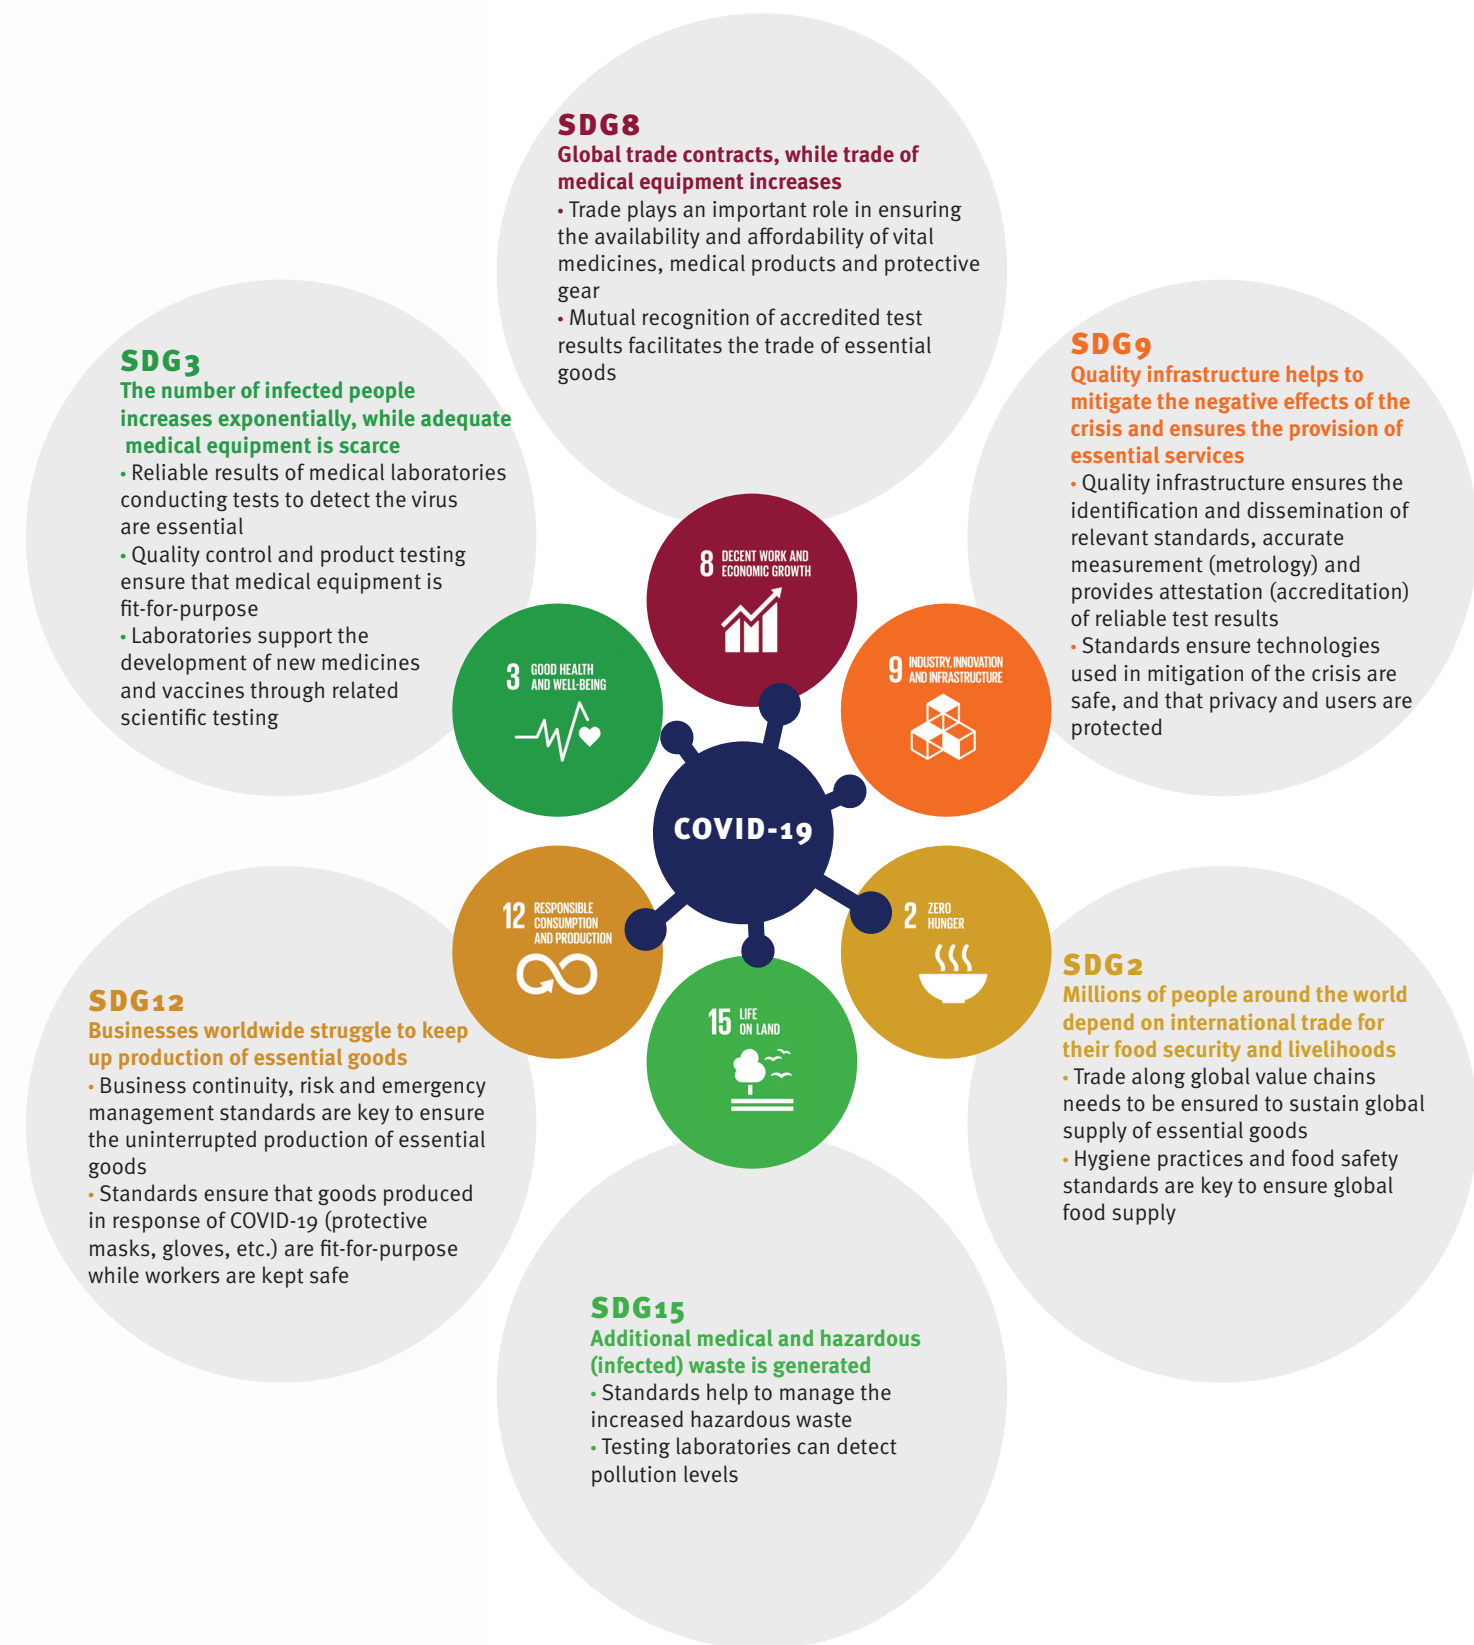 SDG8
Global trade contracts, while trade of
medical equipment increases
• Trade plays an important role in ensuring
the availability and affordability of vital
medicines, medical products and protective
gear
• Mutual recognition of accredited test
results facilitates the trade of essential
goods
SDG3
The number of infected people
increases exponentially, while adequate
medical equipment is scarce
• Reliable results of medical laboratories
conducting tests to detect the virus
are essential
• Quality control and product testing
ensure that medical equipment is
fit-for-purpose
• Laboratories support the
development of new medicines
and vaccines through related
scientific testing
SDG9
Quality infrastructure helps to
mitigate the negative effects of the
crisis and ensures the provision of
essential services
• Quality infrastructure ensures the
identification and dissemination of
relevant standards, accurate
measurement (metrology) and
provides attestation (accreditation)
of reliable test results
• Standards ensure technologies
used in mitigation of the crisis are
safe, and that privacy and users are
protected
8 DECENT WORK AND
ECONOMIC GROWTH
3 GOOD HEALTH
AND WELL-BEING
9 INDUSTRY, INNOVATION
AND INFRASTRUCTURE
COVID-19
12 RESPONSIBLE
CONSUMPTION
AND PRODUCTION
2 ZERO
HUNGER
15 LIFE
ON LAND
SDG12
Businesses worldwide struggle to keep
up production of essential goods
• Business continuity, risk and emergency
management standards are key to ensure
the uninterrupted production of essential
goods
• Standards ensure that goods produced
in response of COVID-19 (protective
masks, gloves, etc.) are fit-for-purpose
while workers are kept safe
SDG2
Millions of people around the world
depend on international trade for
their food security and livelihoods
• Trade along global value chains
needs to be ensured to sustain global
supply of essential goods
• Hygiene practices and food safety
standards are key to ensure global
food supply
SDG15
Additional medical and hazardous
(infected) waste is generated
• Standards help to manage the
increased hazardous waste
• Testing laboratories can detect
pollution levels